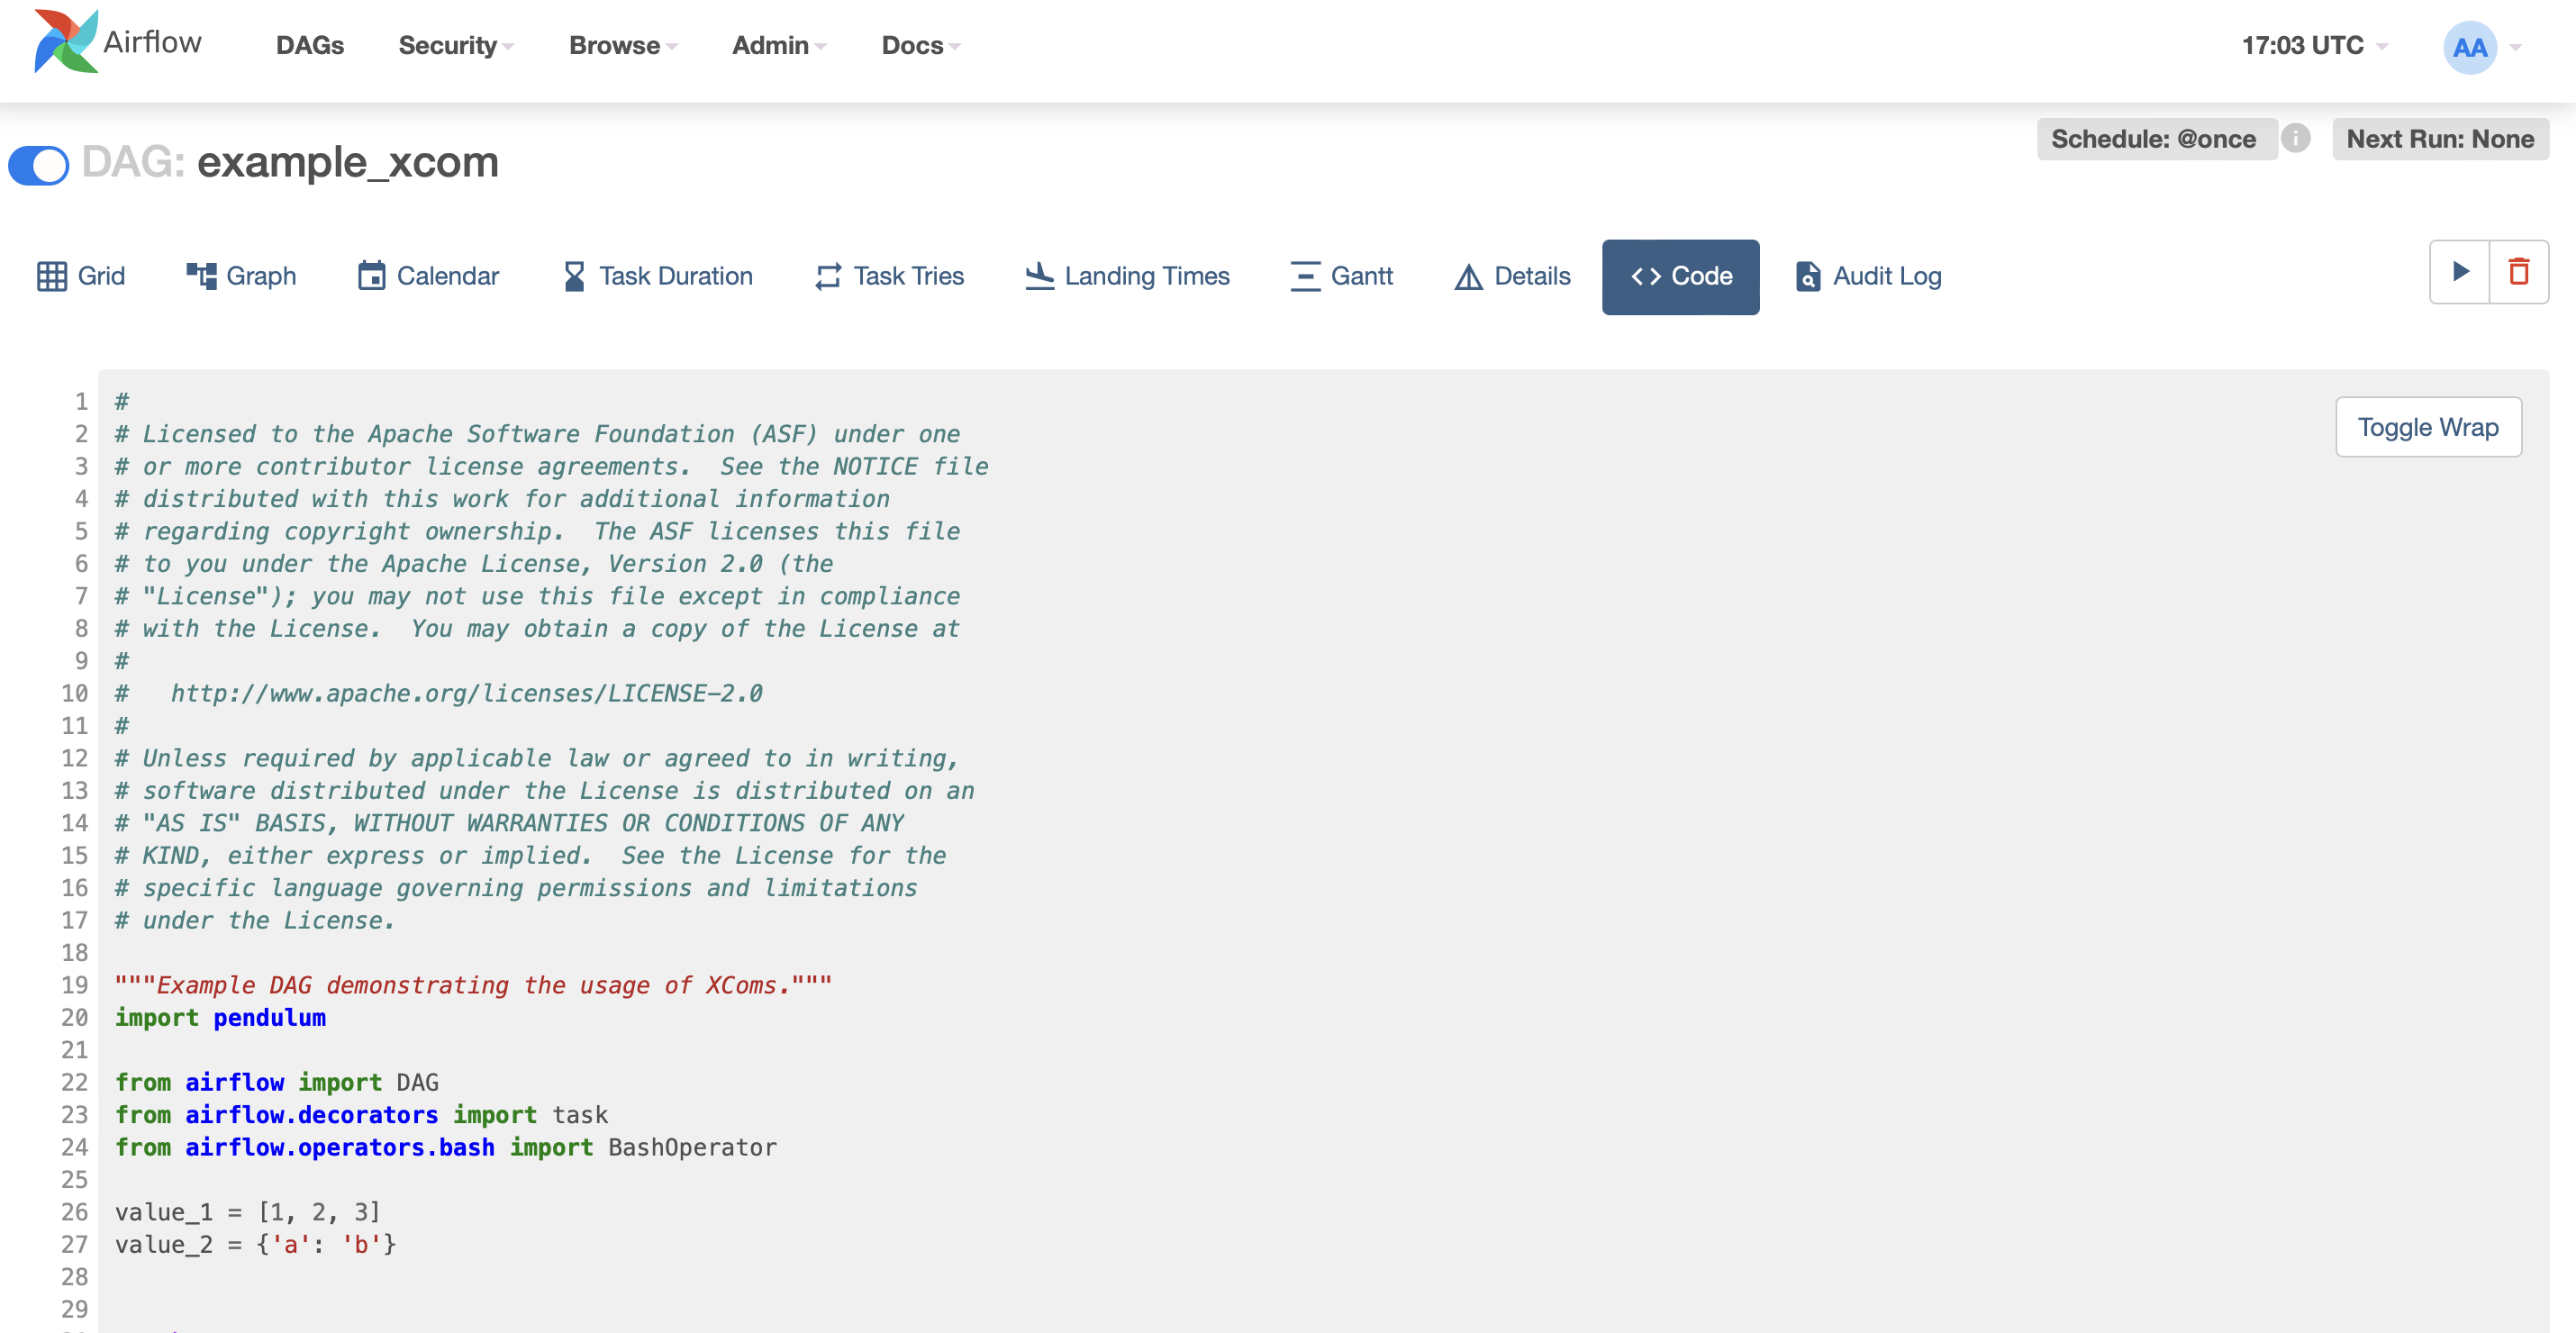 Airflow DAGs Security Browse Admin Docs 17:03 UTC AA
Schedule: @once i Next Run: None
DAG: example_xcom
Grid Graph Calendar Task Duration Task Tries Landing Times Gantt Details <> Code Audit Log
Toggle Wrap
1 #
2 # Licensed to the Apache Software Foundation (ASF) under one
3 # or more contributor license agreements.  See the NOTICE file
4 # distributed with this work for additional information
5 # regarding copyright ownership.  The ASF licenses this file
6 # to you under the Apache License, Version 2.0 (the
7 # "License"); you may not use this file except in compliance
8 # with the License.  You may obtain a copy of the License at
9 #
10 #   http://www.apache.org/licenses/LICENSE-2.0
11 #
12 # Unless required by applicable law or agreed to in writing,
13 # software distributed under the License is distributed on an
14 # "AS IS" BASIS, WITHOUT WARRANTIES OR CONDITIONS OF ANY
15 # KIND, either express or implied.  See the License for the
16 # specific language governing permissions and limitations
17 # under the License.
18
19 """Example DAG demonstrating the usage of XComs."""
20 import pendulum
21
22 from airflow import DAG
23 from airflow.decorators import task
24 from airflow.operators.bash import BashOperator
25
26 value_1 = [1, 2, 3]
27 value_2 = {'a': 'b'}
28
29